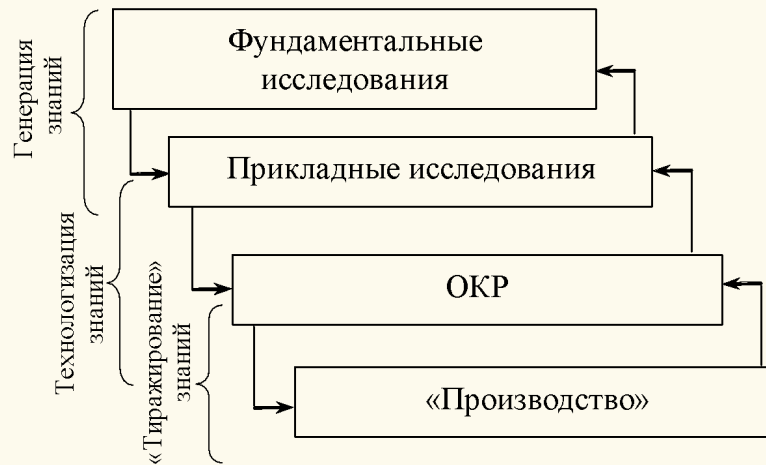 Фундаментальные
исследования
Прикладные исследования
ОКР
«Производство»
Генерация
знаний
Технологизация
знаний
«Тиражирование»
знаний